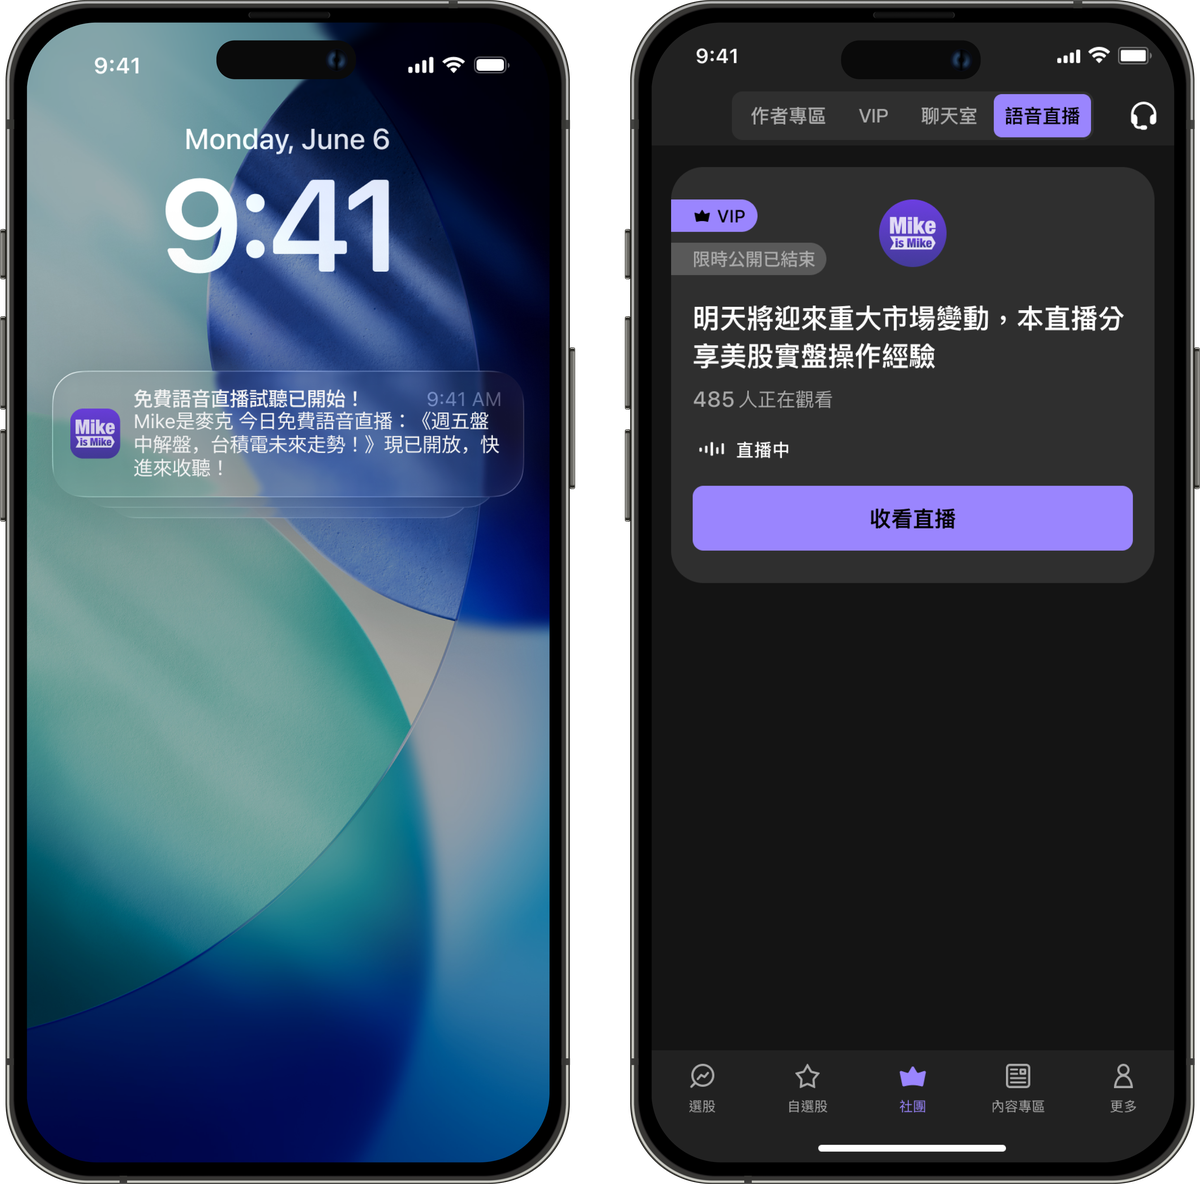 9:41
Monday, June 6
9:41
免費語音直播試聽已開始！
9:41 AM
Mike是麥克 今日免費語音直播：《週五盤
中解盤，台積電未來走勢！》現已開放，快
進來收聽！
Mike
is Mike
9:41
作者專區
VIP
聊天室
語音直播
VIP
限時公開已結束
Mike
is Mike
明天將迎來重大市場變動，本直播分
享美股實盤操作經驗
485 人正在觀看
直播中
收看直播
選股
自選股
社團
內容專區
更多